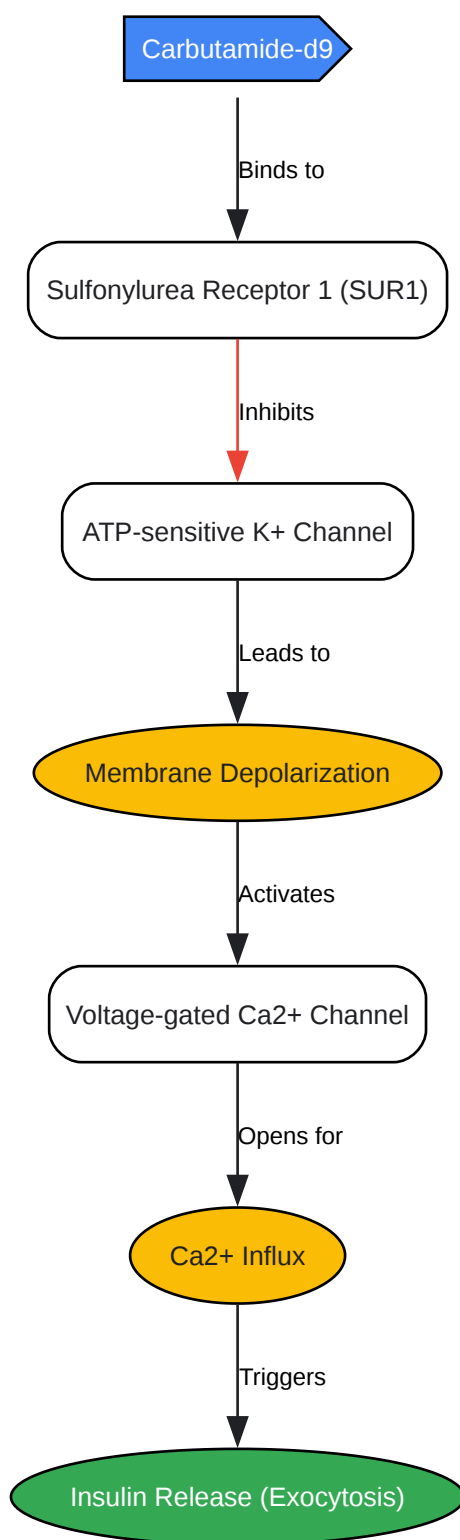 Carbutamide-d9
Binds to
Sulfonylurea Receptor 1 (SUR1)
Inhibits
ATP-sensitive K+ Channel
Leads to
Membrane Depolarization
Activates
Voltage-gated Ca2+ Channel
Opens for
Ca2+ Influx
Triggers
Insulin Release (Exocytosis)